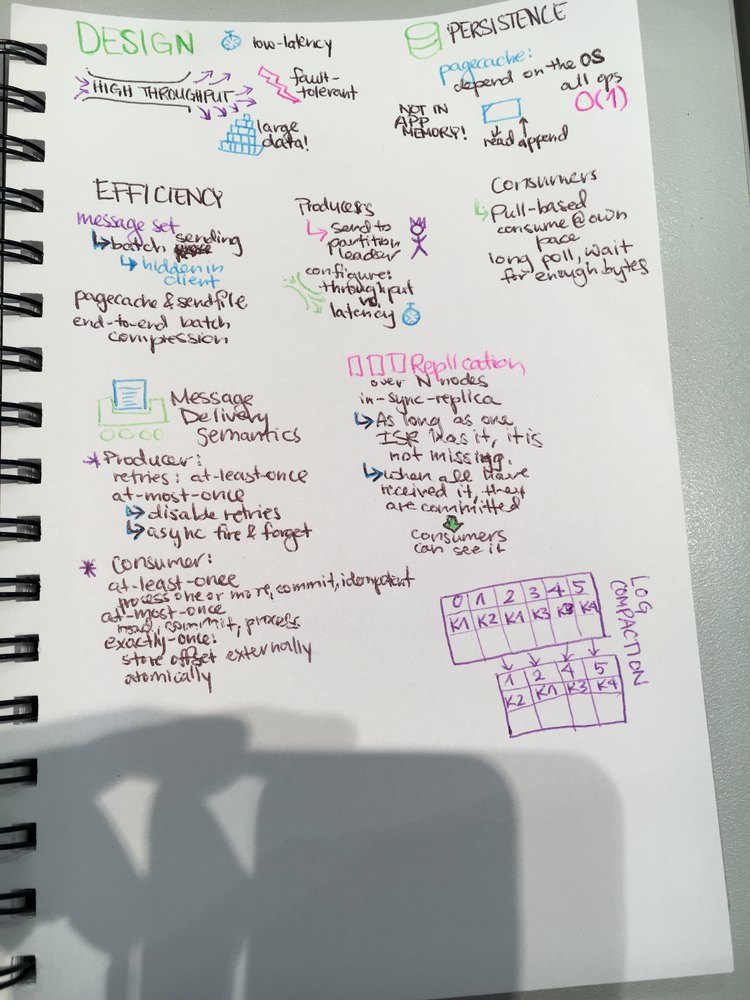 DESIGN
low-latency
HIGH THROUGHPUT
fault-
tolerant
large
data!
PERSISTENCE
pagecache:
depend on the OS
all ops
O(1)
NOT IN
APP
MEMORY!
read append
EFFICIENCY
message set
batch sending
hidden in
client
pagecache & sendfile
end-to-end batch
compression
Producers
send to
partition
leader
configure:
throughput
vs.
latency
Consumers
Pull-based
consume @ own
pace
long poll, wait
for enough bytes
Message
Delivery
semantics
* Producer:
retries: at-least-once
at-most-once
disable retries
async fire & forget
* Consumer:
at-least-once
process one or more, commit, idempotent
at-most-once
read, commit, process
exactly-once:
store offset externally
atomically
Replication
over N nodes
in-sync-replica
As long as one
ISR has it, it is
not missing.
when all have
received it, they
are committed
consumers
can see it
LOG
COMPACTION
0 1 2 3 4 5
K1 K2 K1 K3 K3 K4
1 2 4 5
K2 K1 K3 K4